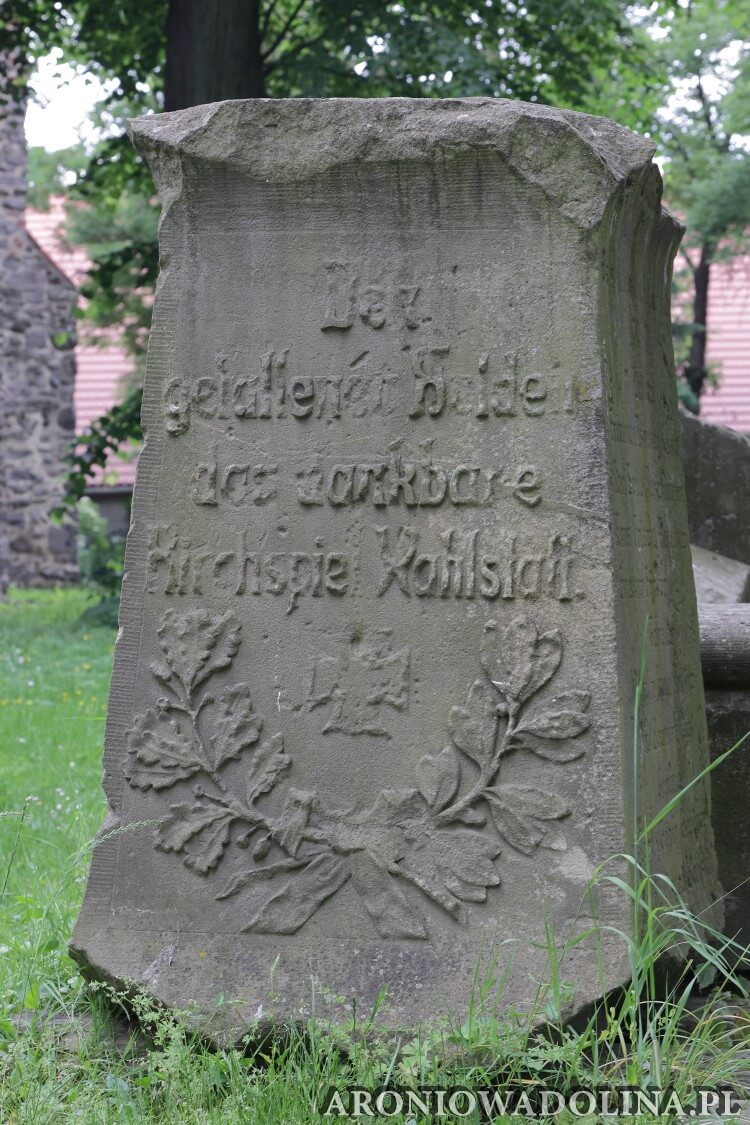 Den
gefallenen Helden
das dankbare
Kirchspiel Wahlstatt.
ARONIOWADOLINA.PL